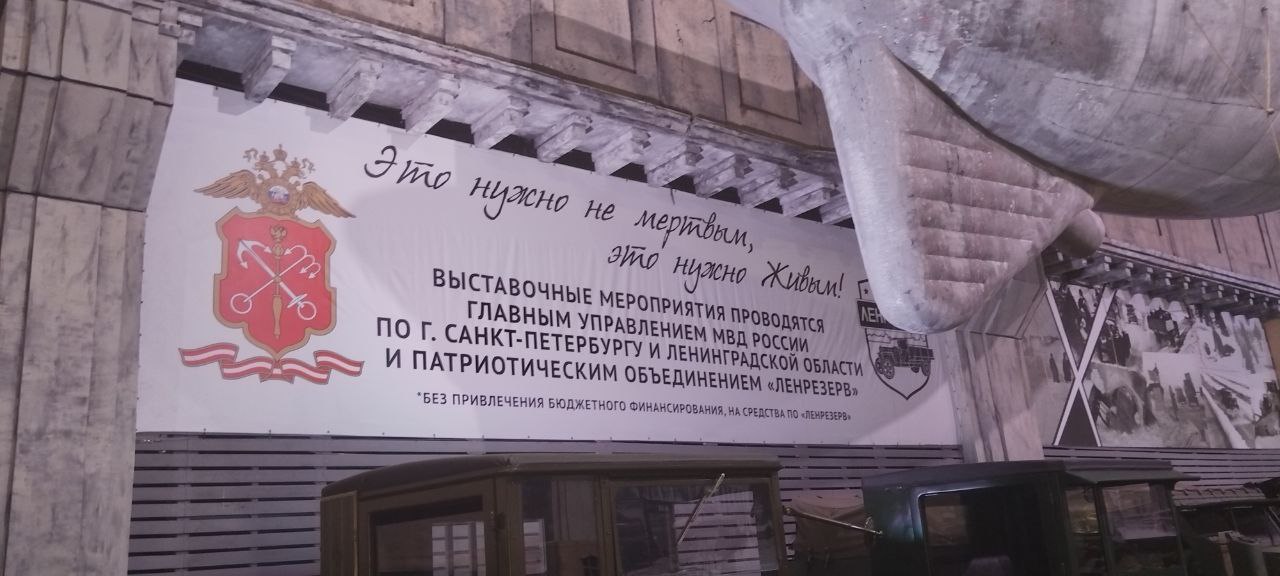 Это нужно не мертвым,
это нужно Живым!
ВЫСТАВОЧНЫЕ МЕРОПРИЯТИЯ ПРОВОДЯТСЯ
ГЛАВНЫМ УПРАВЛЕНИЕМ МВД РОССИИ
ПО Г. САНКТ-ПЕТЕРБУРГУ И ЛЕНИНГРАДСКОЙ ОБЛАСТИ
И ПАТРИОТИЧЕСКИМ ОБЪЕДИНЕНИЕМ «ЛЕНРЕЗЕРВ»
*БЕЗ ПРИВЛЕЧЕНИЯ БЮДЖЕТНОГО ФИНАНСИРОВАНИЯ, НА СРЕДСТВА ПО «ЛЕНРЕЗЕРВ»